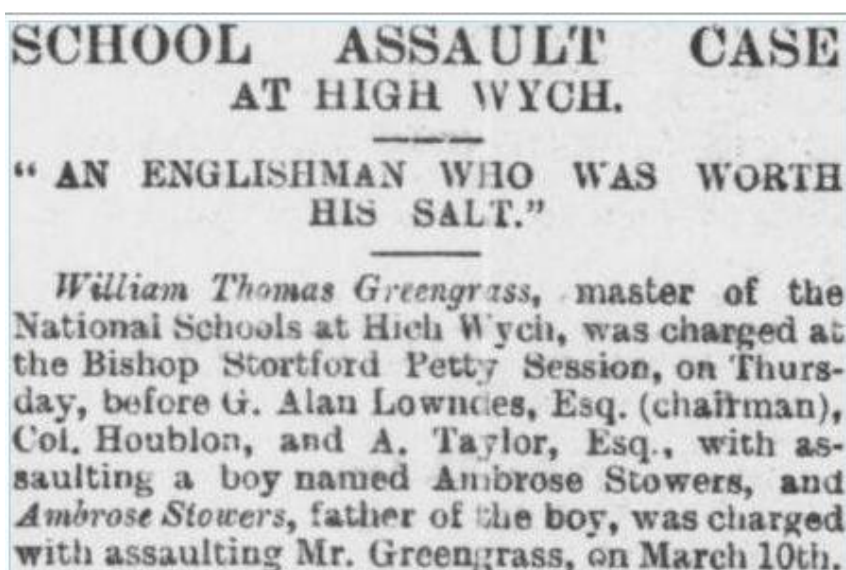 SCHOOL ASSAULT CASE
AT HIGH WYCH.
“ AN ENGLISHMAN WHO WAS WORTH
HIS SALT.”
William Thomas Greengrass, master of the
National Schools at High Wych, was charged at
the Bishop Stortford Petty Session, on Thurs-
day, before G. Alan Lowndes, Esq. (chairman),
Col. Houblon, and A. Taylor, Esq., with as-
saulting a boy named Ambrose Stowers, and
Ambrose Stowers, father of the boy, was charged
with assaulting Mr. Greengrass, on March 10th.